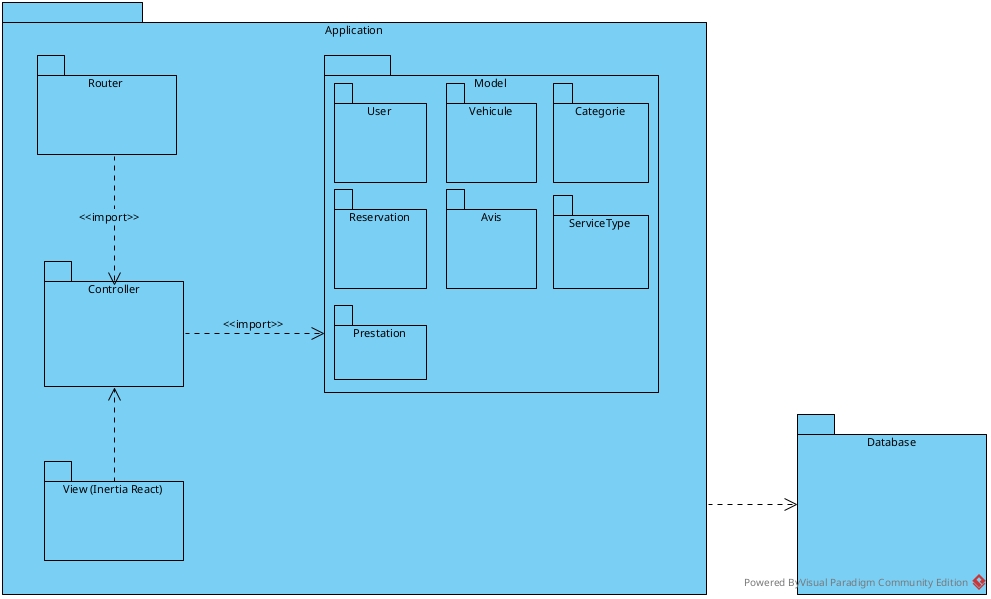 Application
Router
Model
User
Vehicule
Categorie
Reservation
Avis
ServiceType
<<import>>
Controller
<<import>>
Prestation
View (Inertia React)
Database
Powered By Visual Paradigm Community Edition